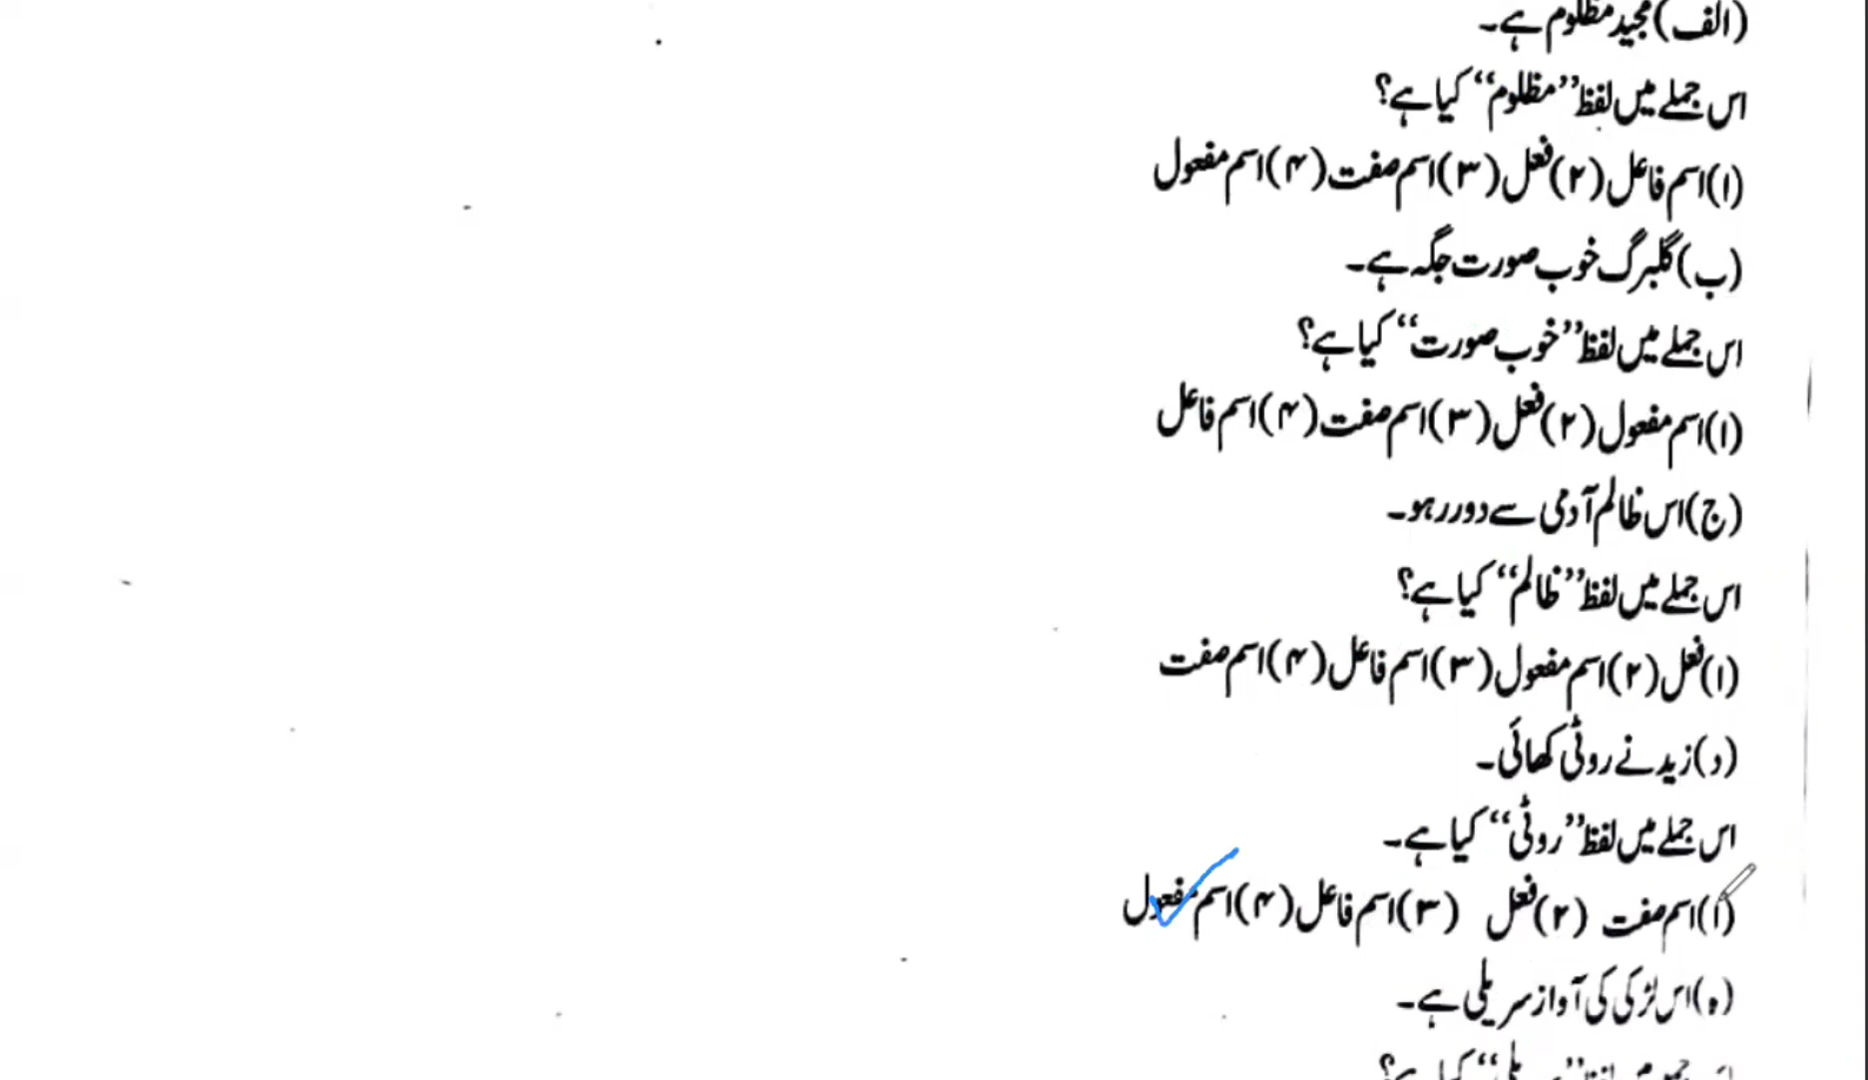 (الف) مجید مظلوم ہے۔
اس جملے میں لفظ ”مظلوم“ کیا ہے؟
(۱) اسم فاعل (۲) فعل (۳) اسم صفت (۴) اسم مفعول
(ب) گلبرگ خوب صورت جگہ ہے۔
اس جملے میں لفظ ”خوب صورت“ کیا ہے؟
(۱) اسم مفعول (۲) فعل (۳) اسم صفت (۴) اسم فاعل
(ج) اس ظالم آدمی سے دور رہو۔
اس جملے میں لفظ ”ظالم“ کیا ہے؟
(۱) فعل (۲) اسم مفعول (۳) اسم فاعل (۴) اسم صفت
(د) زید نے روٹی کھائی۔
اس جملے میں لفظ ”روٹی“ کیا ہے۔
(۱) اسم صفت (۲) فعل (۳) اسم فاعل (۴) اسم مفعول
(ہ) اس لڑکی کی آواز سریلی ہے۔